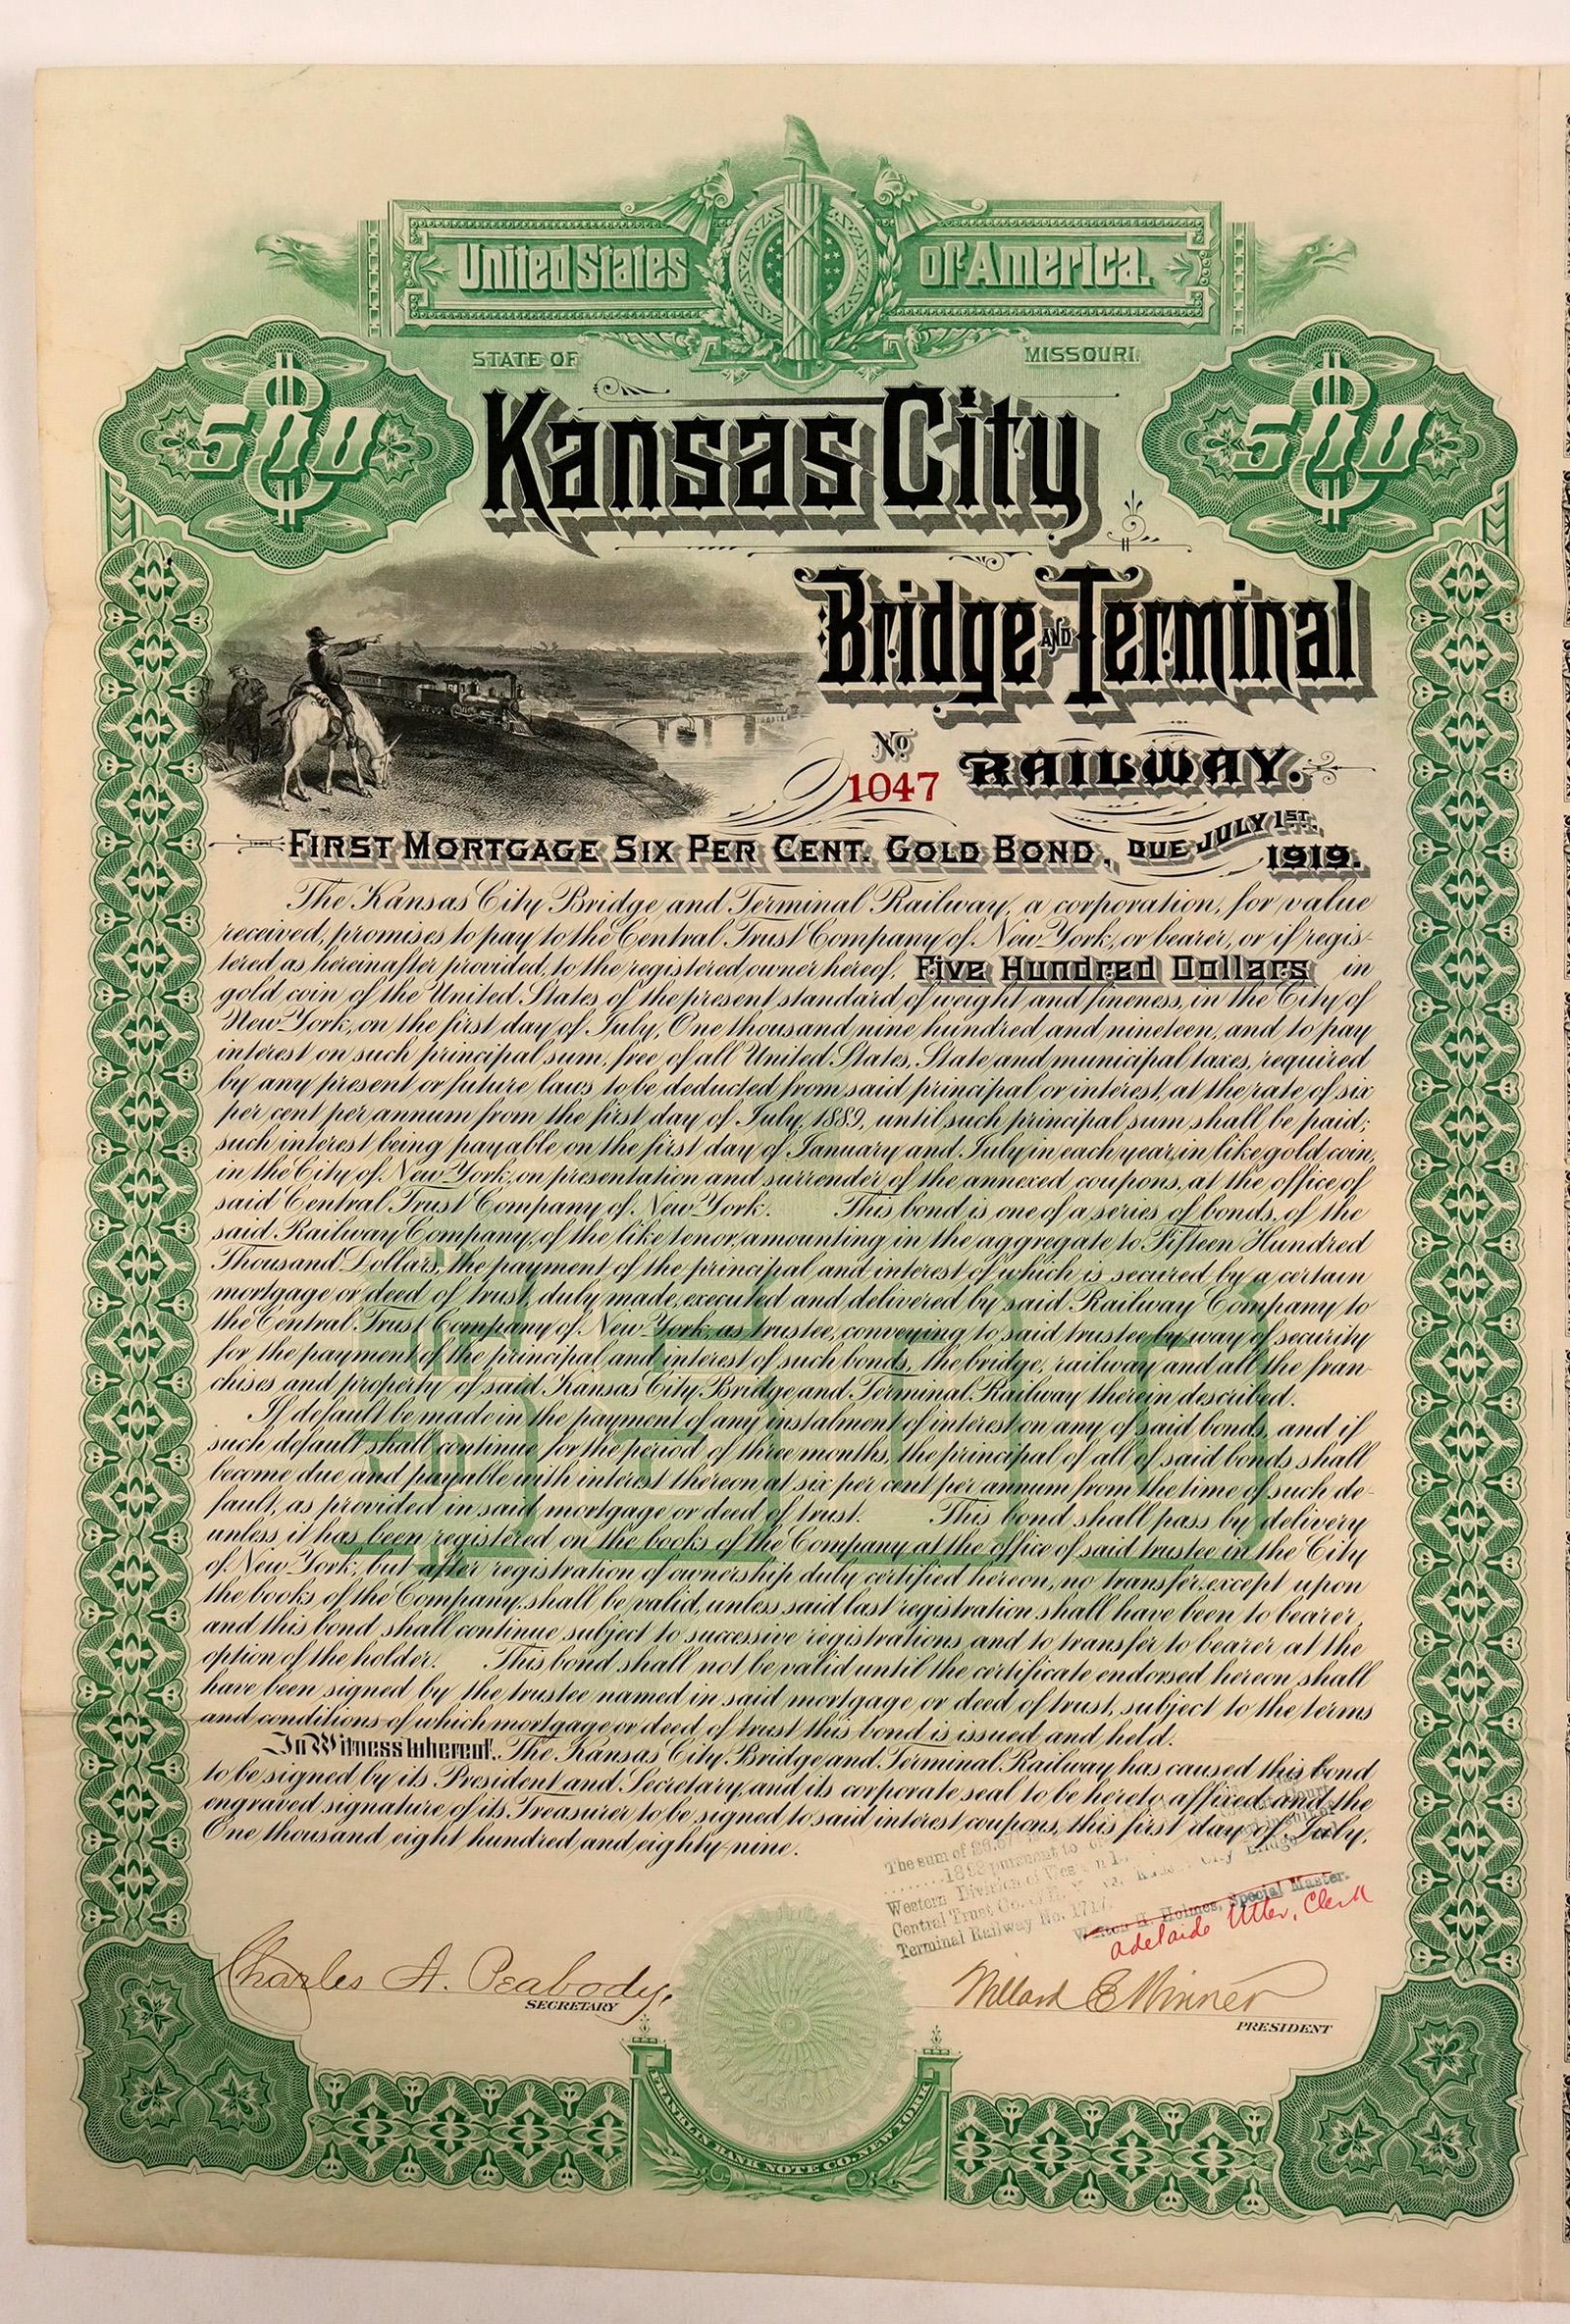 United States of America.
STATE OF MISSOURI.
$500 $500
Kansas City
Bridge AND Terminal
No RAILWAY.
1047
FIRST MORTGAGE SIX PER CENT. GOLD BOND, DUE JULY 1ST, 1919.
The Kansas City Bridge and Terminal Railway, a corporation, for value
received, promises to pay to the Central Trust Company of New York, or bearer, or if regis-
tered as hereinafter provided, to the registered owner hereof, Five Hundred Dollars in
gold coin of the United States of the present standard of weight and fineness, in the City of
New York, on the first day of July, One thousand nine hundred and nineteen, and to pay
interest on such principal sum, free of all United States, State and municipal taxes, required
by any present or future laws to be deducted from said principal or interest, at the rate of six
per cent per annum from the first day of July, 1889, until such principal sum shall be paid;
such interest being payable on the first day of January and July in each year, in like gold coin,
in the City of New York, on presentation and surrender of the annexed coupons, at the office of
said Central Trust Company of New York. This bond is one of a series of bonds, of the
said Railway Company, of the like tenor, amounting in the aggregate to Fifteen Hundred
Thousand Dollars, the payment of the principal and interest of which is secured by a certain
mortgage or deed of trust, duly made, executed and delivered by said Railway Company to
the Central Trust Company of New York, as trustee, conveying to said trustee by way of security
for the payment of the principal and interest of such bonds, the bridge, railway and all the fran-
chises and property of said Kansas City Bridge and Terminal Railway therein described.
If default be made in the payment of any instalment of interest on any of said bonds, and if
such default shall continue for the period of three months, the principal of all of said bonds shall
become due and payable with interest thereon at six per cent per annum from the time of such de-
fault, as provided in said mortgage or deed of trust. This bond shall pass by delivery
unless it has been registered on the books of the Company at the office of said trustee in the City
of New York, but after registration of ownership duly certified hereon, no transfer, except upon
the books of the Company, shall be valid, unless said last registration shall have been to bearer,
and this bond shall continue subject to successive registrations and to transfer to bearer at the
option of the holder. This bond shall not be valid until the certificate endorsed hereon shall
have been signed by the trustee named in said mortgage or deed of trust, subject to the terms
and conditions of which mortgage or deed of trust this bond is issued and held.
In Witness Whereof, The Kansas City Bridge and Terminal Railway has caused this bond
to be signed by its President and Secretary, and its corporate seal to be hereto affixed, and the
engraved signature of its Treasurer to be signed to said interest coupons, this first day of July,
One thousand eight hundred and eighty-nine.
The sum of
pursuant to
Western Division of
Central Trust Co. Bridge
Terminal Railway No. 1717.
H. Holmes, Special Master.
Adelaide Utter, Clerk
Charles A. Peabody,
SECRETARY
Willard E Winner
PRESIDENT
FRANKLIN BANK NOTE CO. NEW YORK